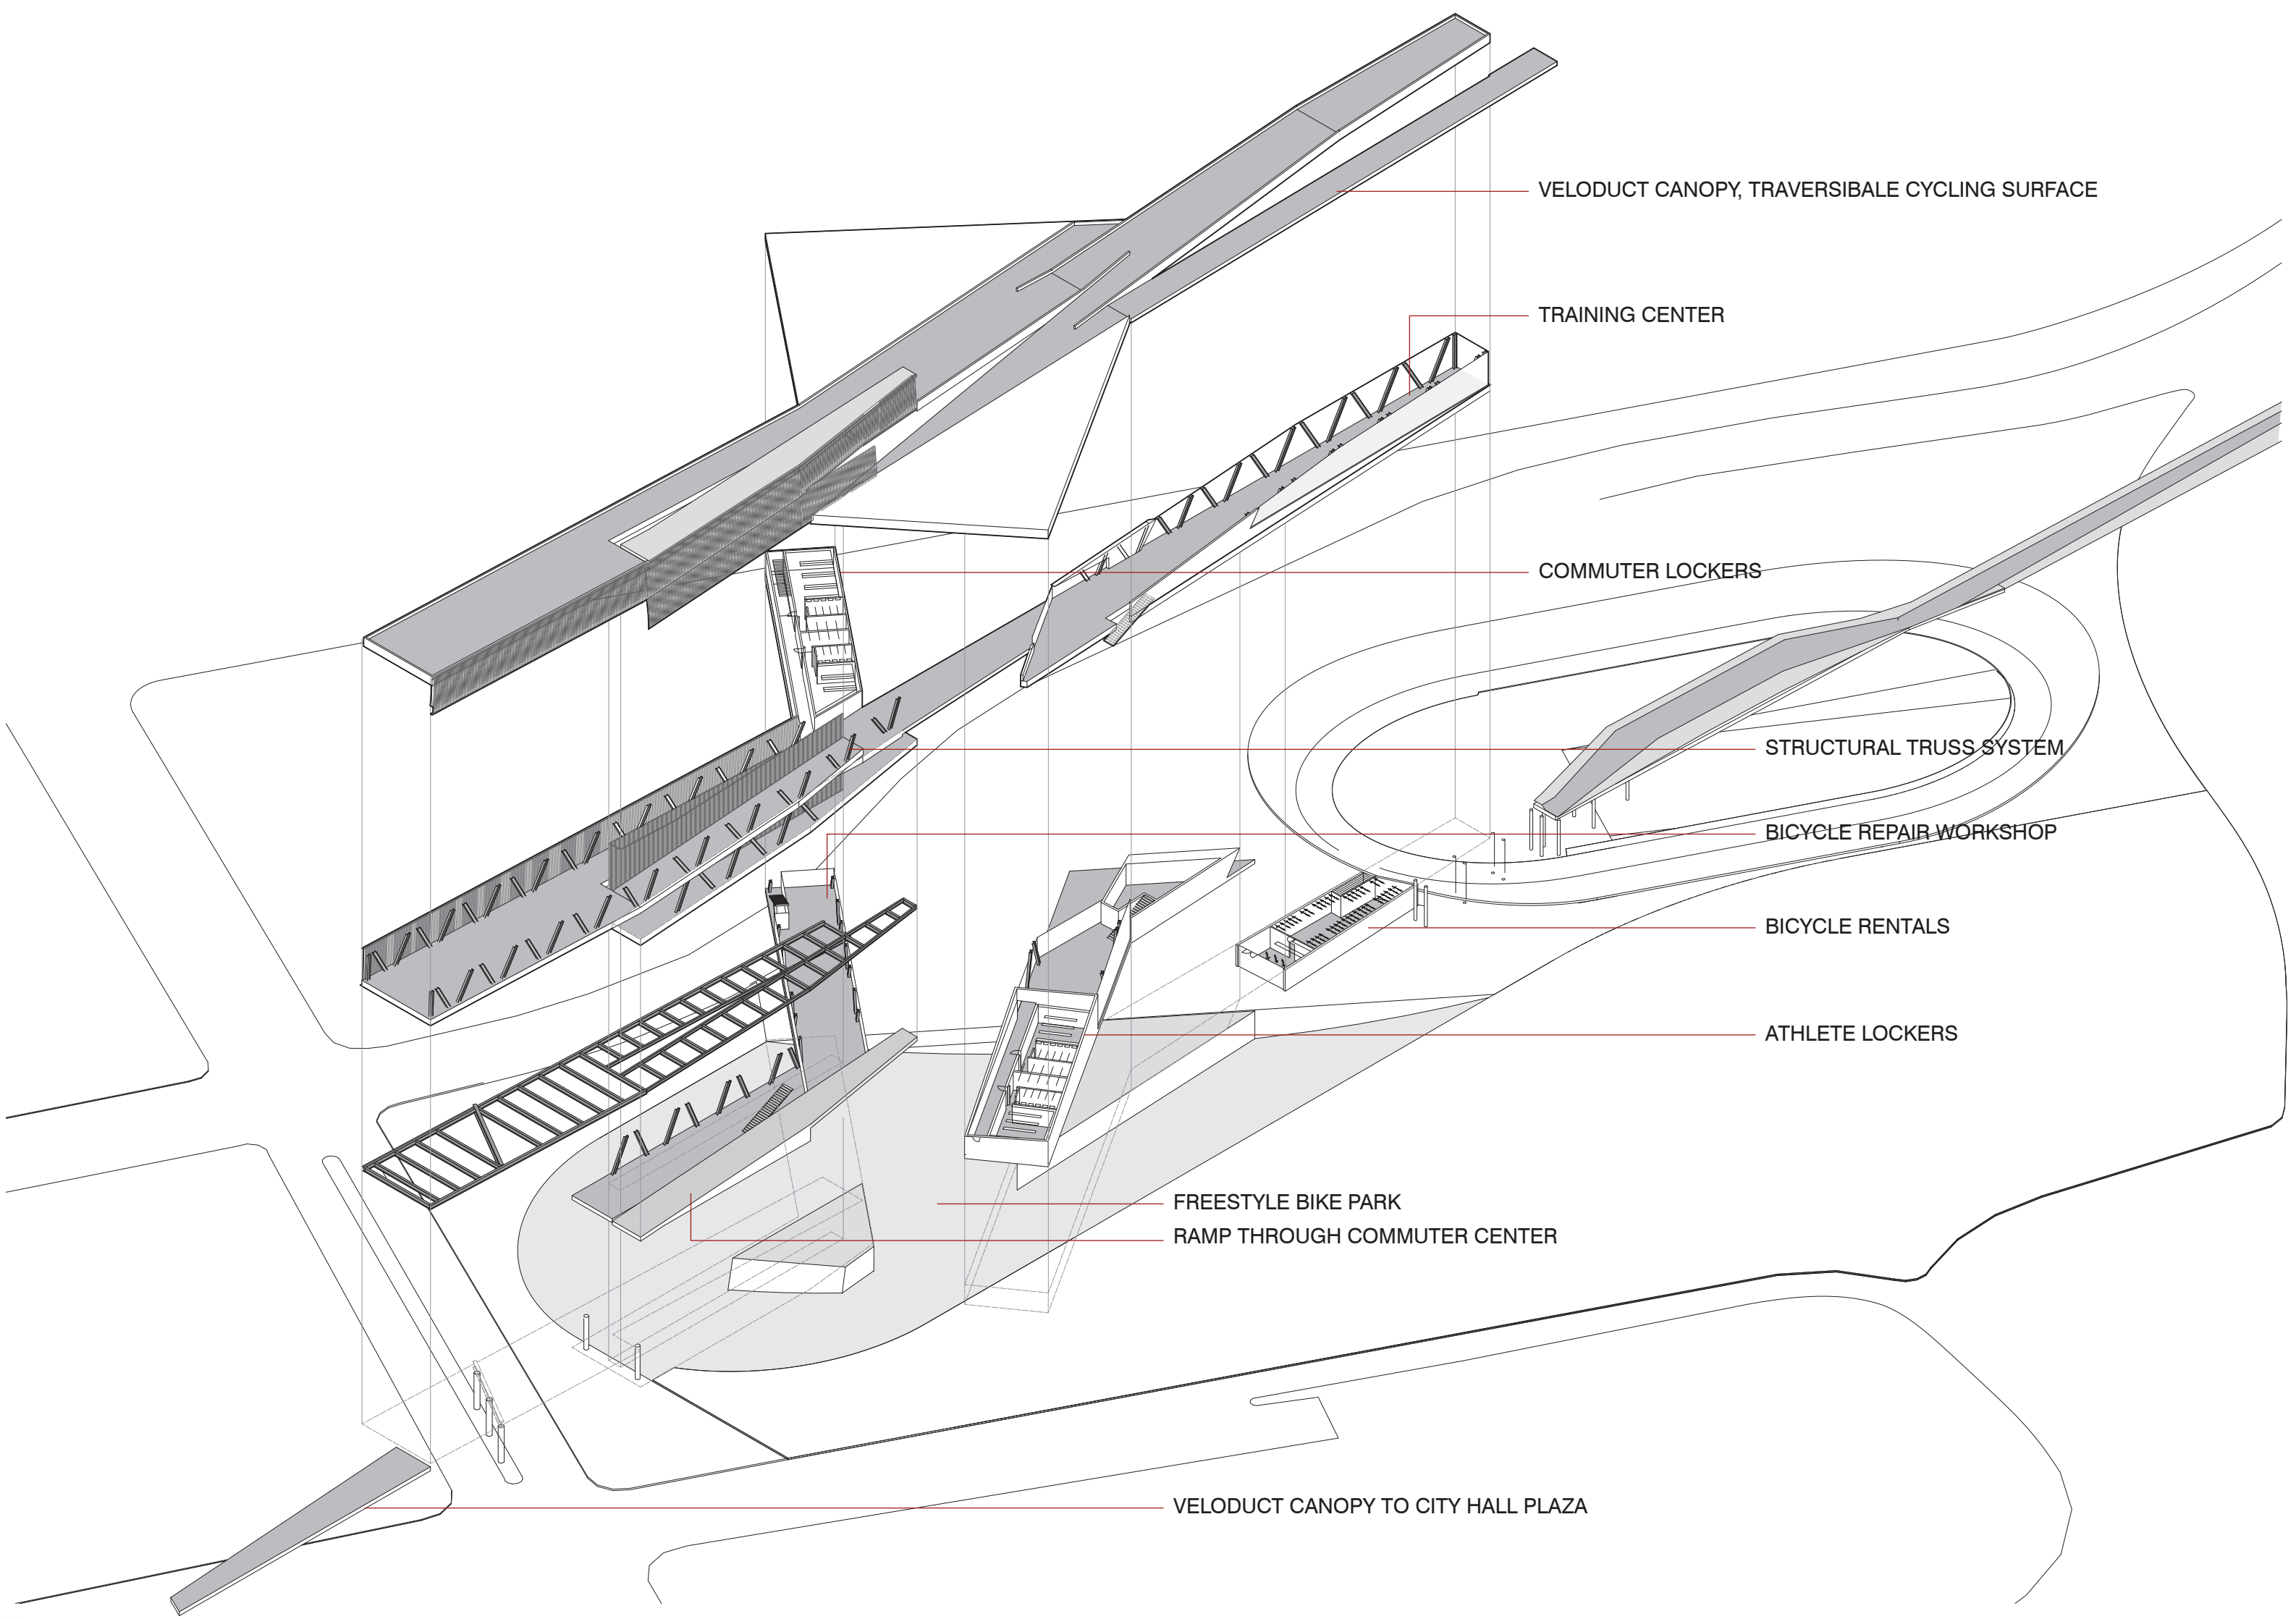 VELODUCT CANOPY, TRAVERSIBALE CYCLING SURFACE
TRAINING CENTER
COMMUTER LOCKERS
STRUCTURAL TRUSS SYSTEM
BICYCLE REPAIR WORKSHOP
BICYCLE RENTALS
ATHLETE LOCKERS
FREESTYLE BIKE PARK
RAMP THROUGH COMMUTER CENTER
VELODUCT CANOPY TO CITY HALL PLAZA